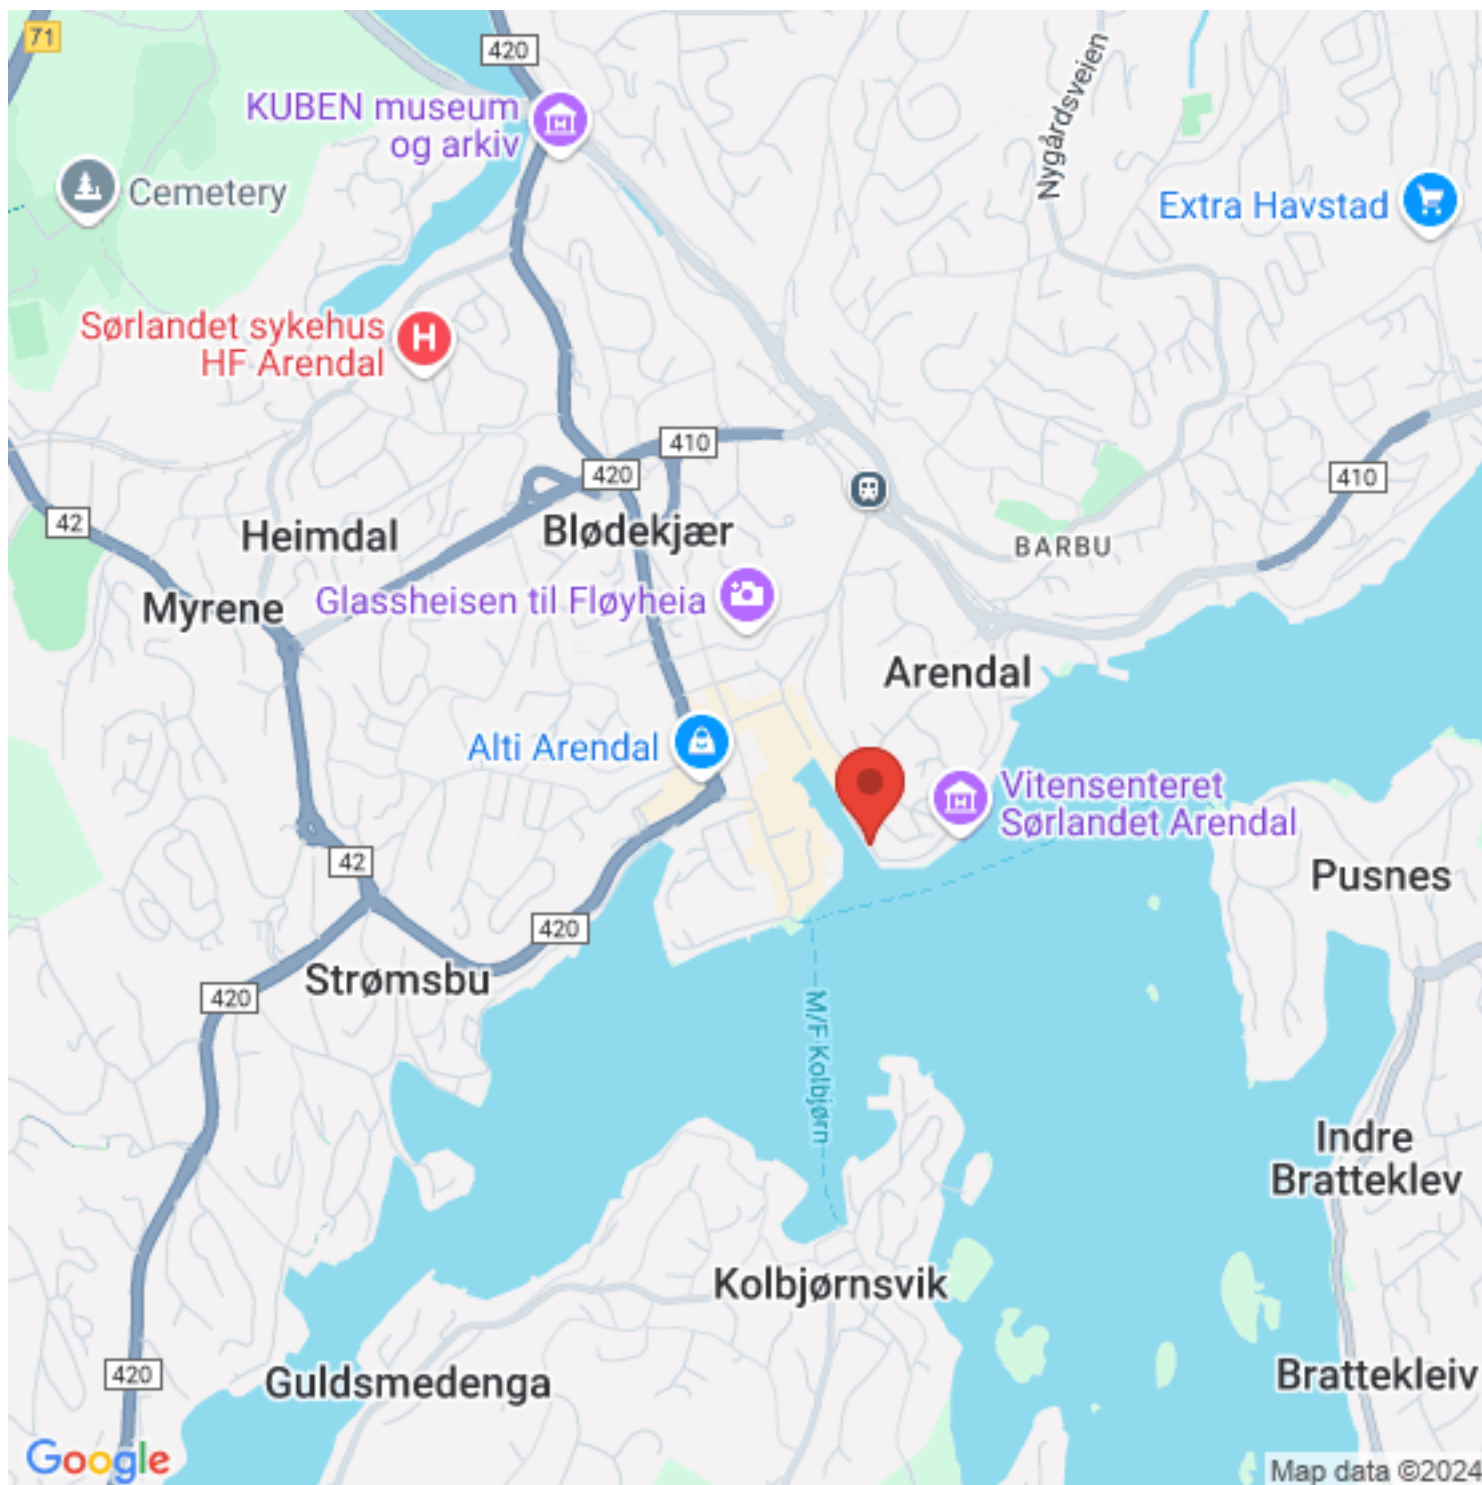 71
420
KUBEN museum
og arkiv
Nygårdsveien
Cemetery
Extra Havstad
Sørlandet sykehus
HF Arendal
H
410
420
410
42
Heimdal
Blødekjær
BARBU
Glassheisen til Fløyheia
Myrene
Arendal
Alti Arendal
Vitensenteret
Sørlandet Arendal
42
Pusnes
420
Strømsbu
420
M/F Kolbjørn
Indre
Bratteklev
Kolbjørnsvik
420
Guldsmedenga
Brattekleiv
Google
Map data ©2024